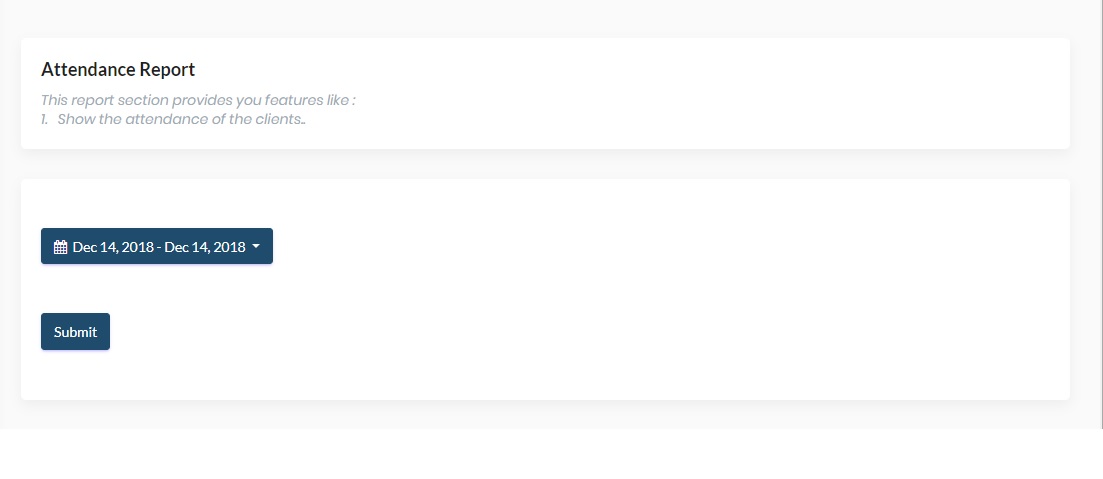 Attendance Report
This report section provides you features like :
1. Show the attendance of the clients..
Dec 14, 2018 - Dec 14, 2018
Submit